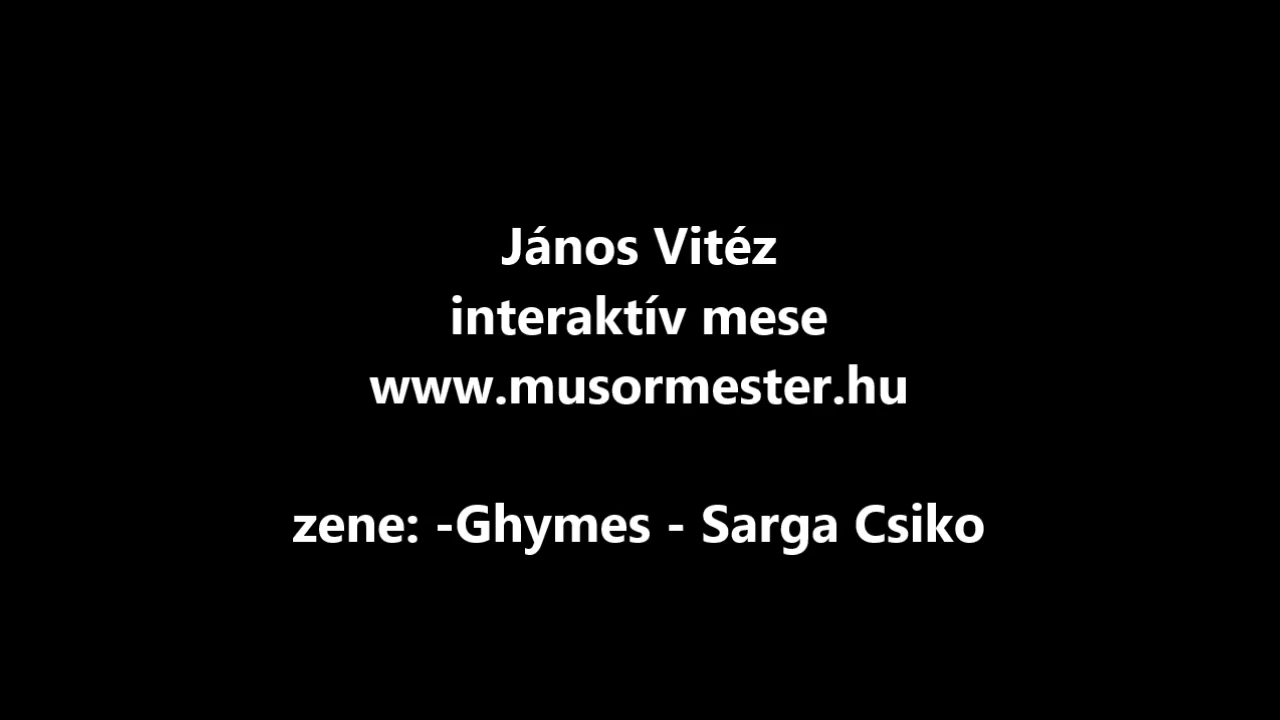 János Vitéz
interaktív mese
www.musormester.hu
zene: -Ghymes - Sarga Csiko